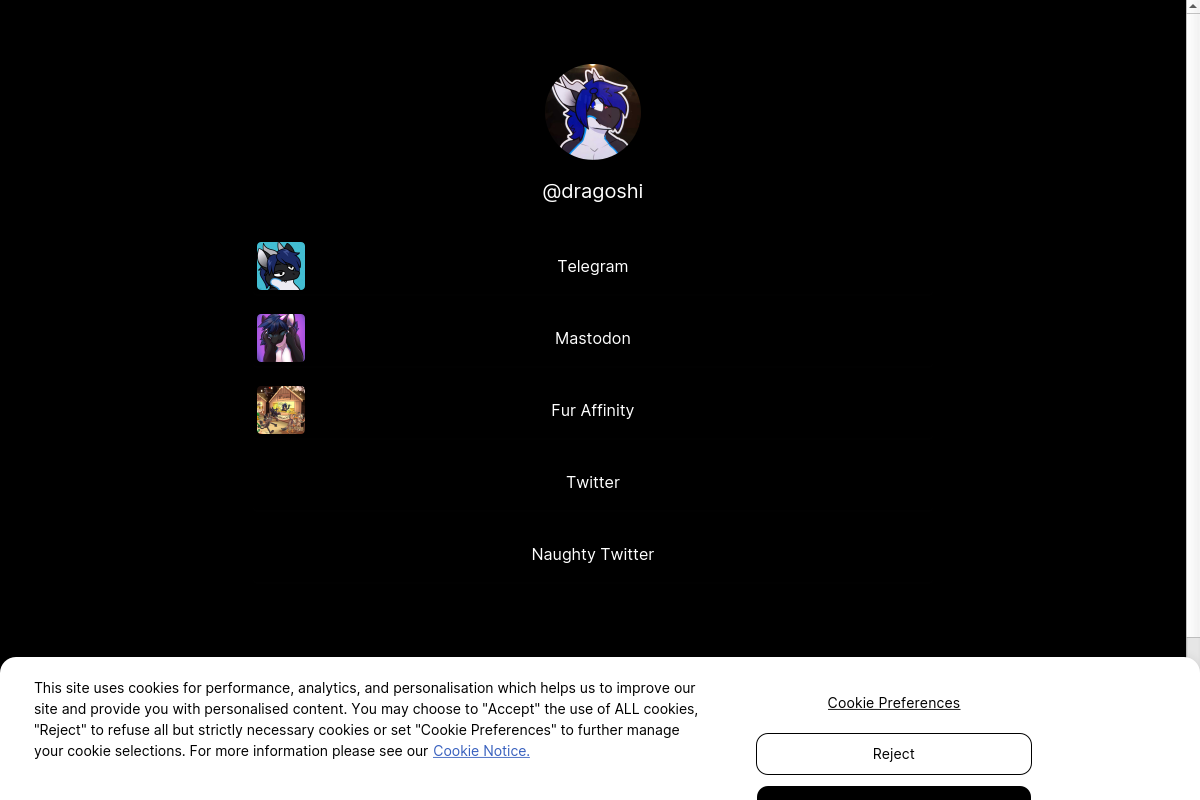 @dragoshi
Telegram
Mastodon
Fur Affinity
Twitter
Naughty Twitter
This site uses cookies for performance, analytics, and personalisation which helps us to improve our
site and provide you with personalised content. You may choose to "Accept" the use of ALL cookies,
"Reject" to refuse all but strictly necessary cookies or set "Cookie Preferences" to further manage
your cookie selections. For more information please see our Cookie Notice.
Cookie Preferences
Reject